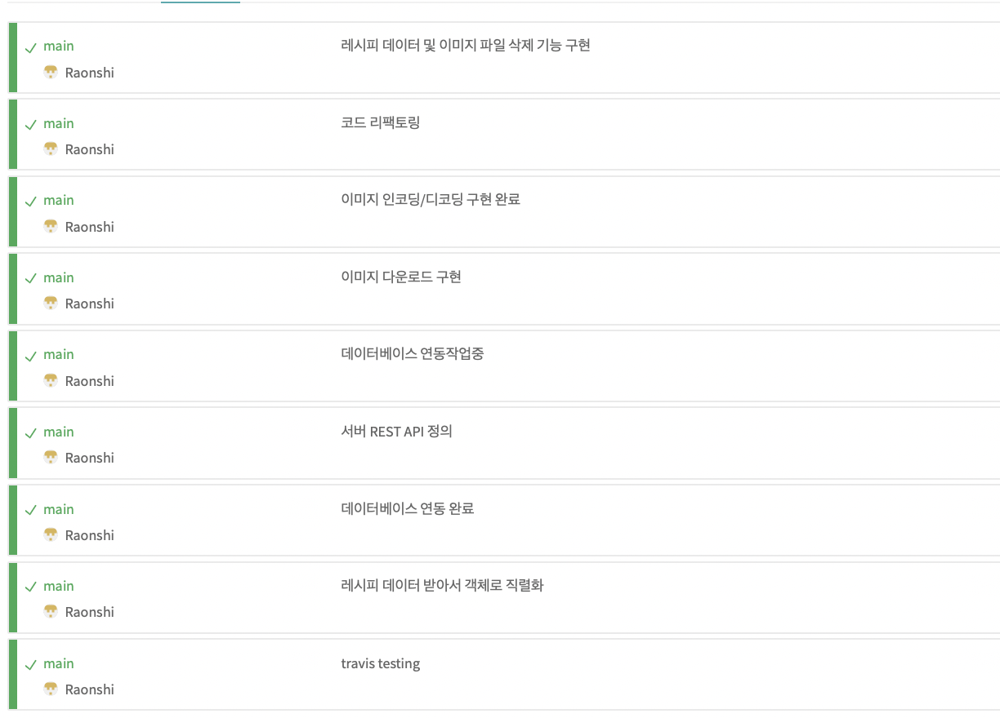 main 레시피 데이터 및 이미지 파일 삭제 기능 구현
Raonshi
main 코드 리팩토링
Raonshi
main 이미지 인코딩/디코딩 구현 완료
Raonshi
main 이미지 다운로드 구현
Raonshi
main 데이터베이스 연동작업중
Raonshi
main 서버 REST API 정의
Raonshi
main 데이터베이스 연동 완료
Raonshi
main 레시피 데이터 받아서 객체로 직렬화
Raonshi
main travis testing
Raonshi